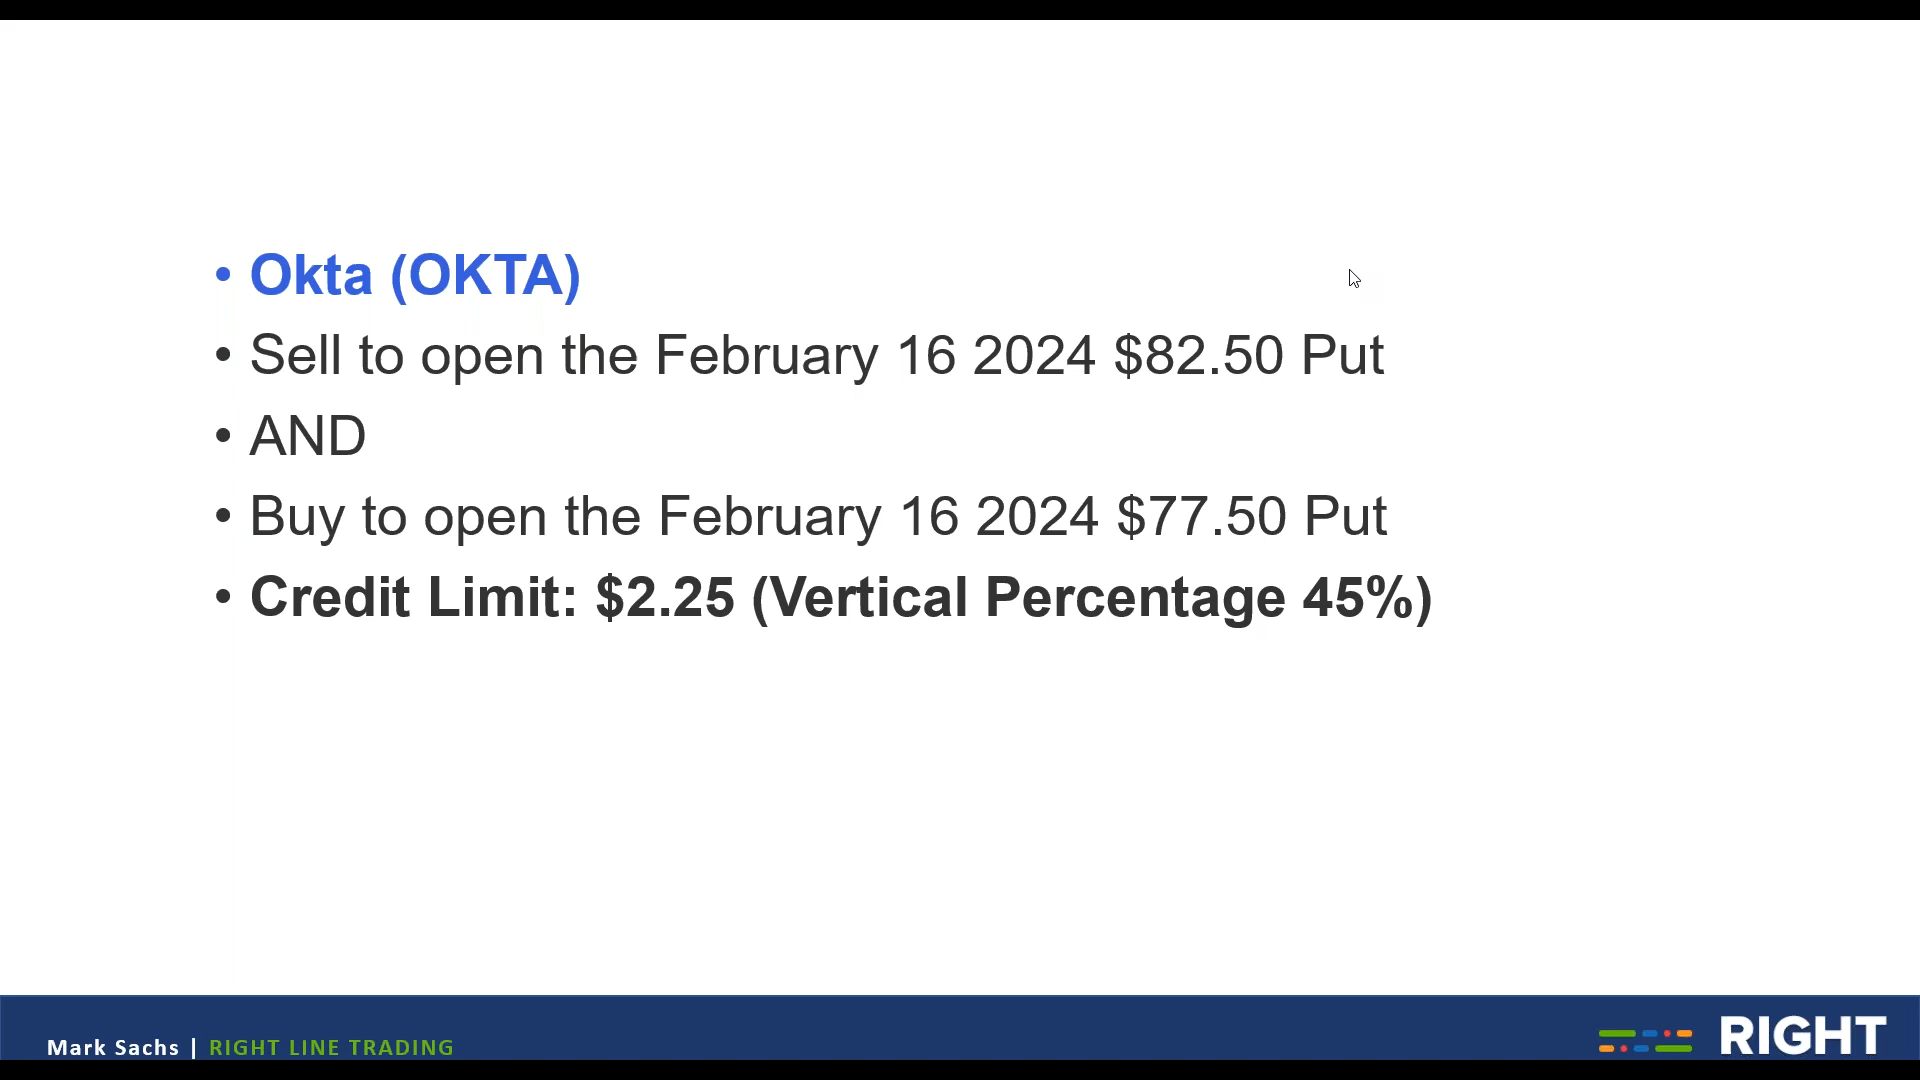 • Okta (OKTA)
• Sell to open the February 16 2024 $82.50 Put
• AND
• Buy to open the February 16 2024 $77.50 Put
• Credit Limit: $2.25 (Vertical Percentage 45%)
Mark Sachs | RIGHT LINE TRADING
RIGHT